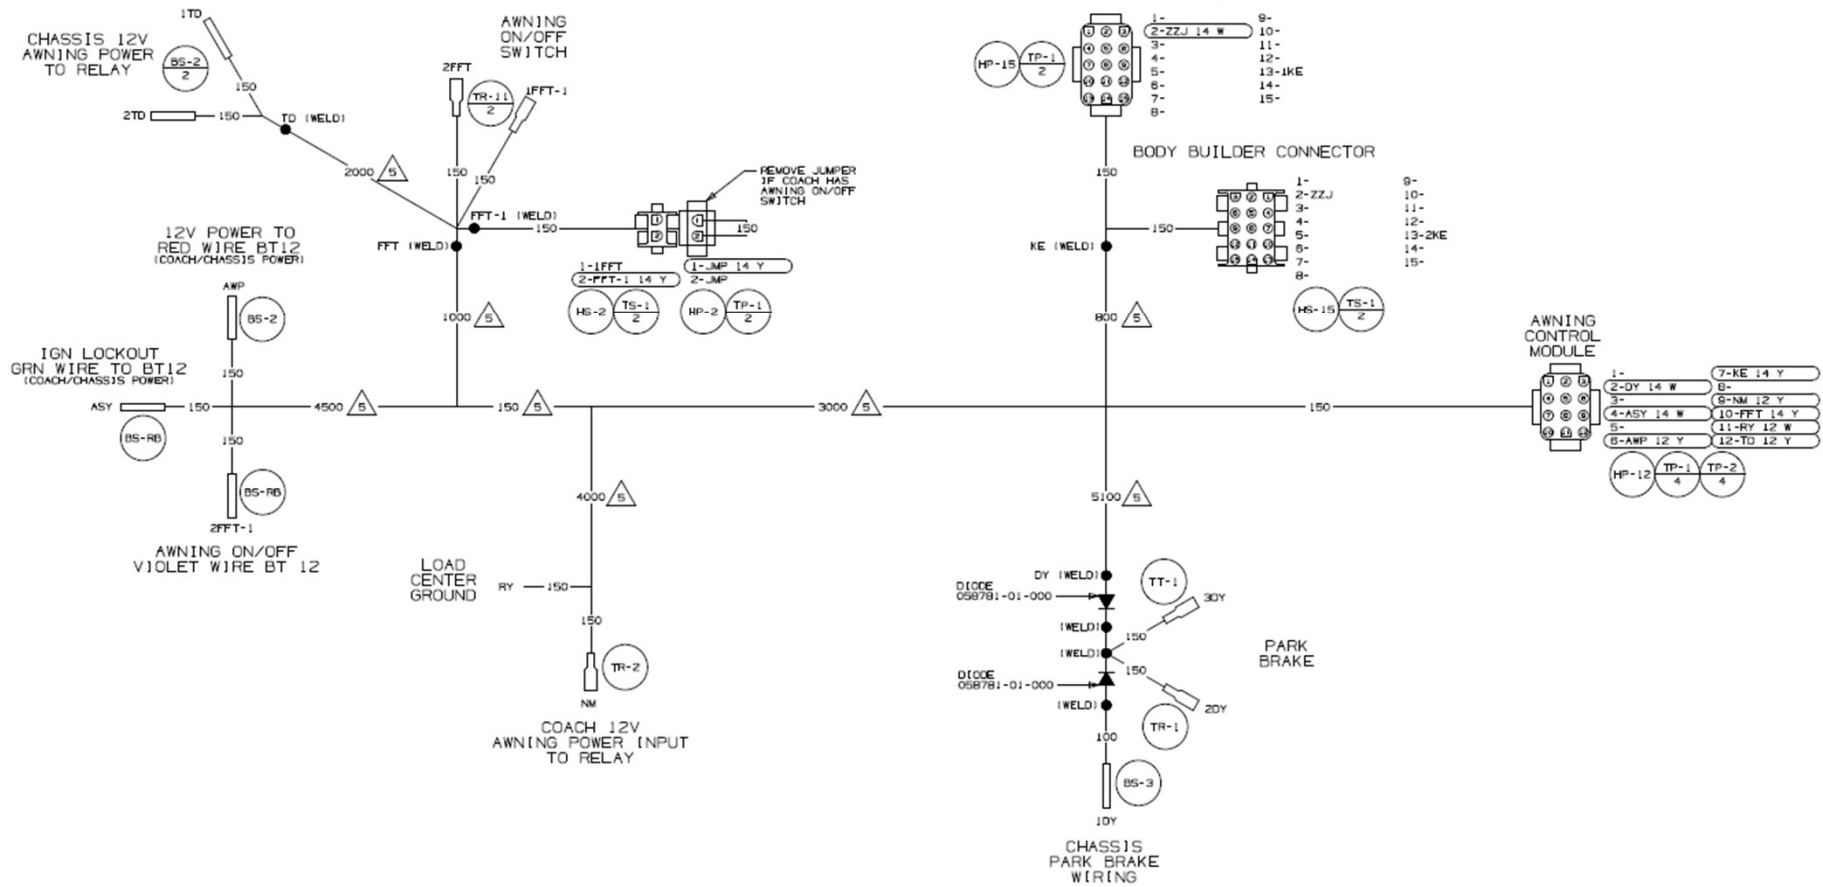 1TD
CHASSIS 12V
AWNING POWER
TO RELAY
BS-2
2
150
2TD
150
TD (WELD)
2000
5
AWNING
ON/OFF
SWITCH
2FFT
TR-11
2
1FFT-1
150
150
FFT-1 (WELD)
150
FFT (WELD)
REMOVE JUMPER
IF COACH HAS
AWNING ON/OFF
SWITCH
1
2
1
2
150
1-1FFT
2-FFT-1 14 Y
1-JMP 14 Y
2-JMP
HS-2
TS-1
2
HP-2
TP-1
2
1000
5
12V POWER TO
RED WIRE BT12
(COACH/CHASSIS POWER)
AWP
BS-2
150
IGN LOCKOUT
GRN WIRE TO BT12
(COACH/CHASSIS POWER)
ASY
150
BS-RB
4500
5
150
5
3000
5
150
150
BS-RB
2FFT-1
AWNING ON/OFF
VIOLET WIRE BT 12
4000
5
LOAD
CENTER
GROUND
RY
150
150
TR-2
NM
COACH 12V
AWNING POWER INPUT
TO RELAY
HP-15
TP-1
2
1-
2-ZZJ 14 W
3-
4-
5-
6-
7-
8-
9-
10-
11-
12-
13-1KE
14-
15-
150
BODY BUILDER CONNECTOR
150
KE (WELD)
1-
2-ZZJ
3-
4-
5-
6-
7-
8-
9-
10-
11-
12-
13-2KE
14-
15-
HS-15
TS-1
2
800
5
AWNING
CONTROL
MODULE
1-
2-DY 14 W
3-
4-ASY 14 W
5-
6-AWP 12 Y
7-KE 14 Y
8-
9-NM 12 Y
10-FFT 14 Y
11-RY 12 W
12-TD 12 Y
HP-12
TP-1
4
TP-2
4
5100
5
DY (WELD)
DIODE
058781-01-000
TT-1
3DY
(WELD)
150
(WELD)
150
PARK
BRAKE
DIODE
058781-01-000
2DY
(WELD)
TR-1
100
BS-3
1DY
CHASSIS
PARK BRAKE
WIRING